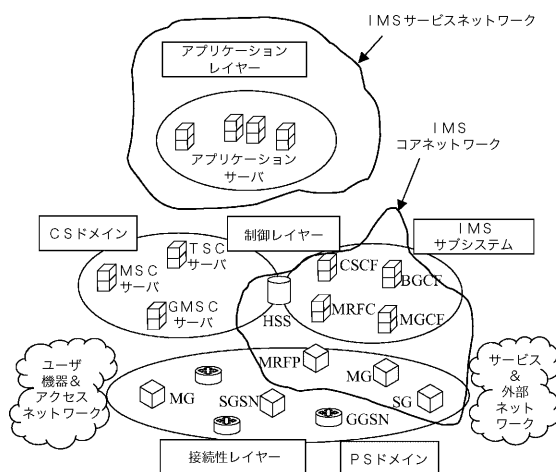 IMSサービスネットワーク
アプリケーション
レイヤー
アプリケーション
サーバ
IMS
コアネットワーク
CSドメイン
制御レイヤー
IMS
サブシステム
TSC
サーバ
MSC
サーバ
GMSC
サーバ
HSS
CSCF
BGCF
MRFC
MGCF
ユーザ
機器&
アクセス
ネットワーク
MRFP
MG
MG
SGSN
GGSN
SG
サービス
&
外部
ネット
ワーク
接続性レイヤー
PSドメイン